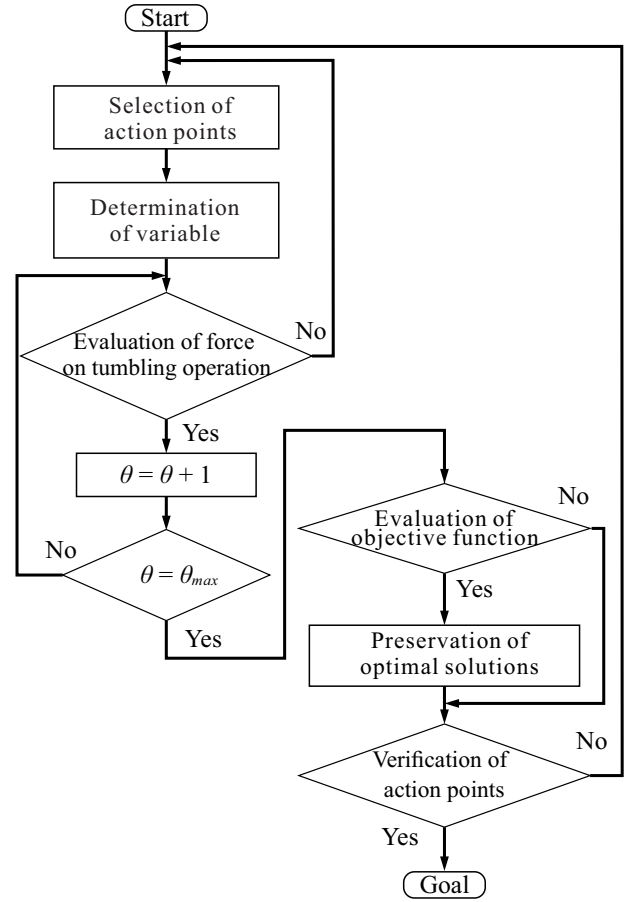 Start
Selection of
action points
Determination
of variable
Evaluation of force
on tumbling operation
No
Yes
θ = θ + 1
No
θ = θmax
Yes
Evaluation of
objective function
No
Yes
Preservation of
optimal solutions
Verification of
action points
No
Yes
Goal